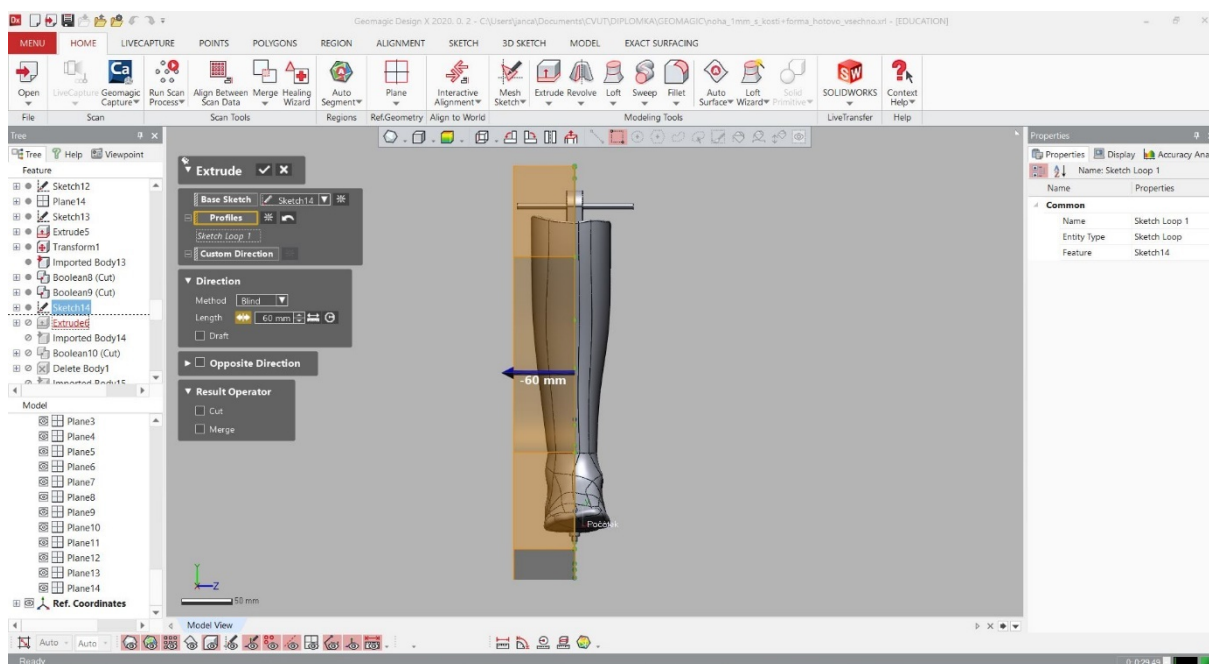 Geomagic Design X 2020. 0. 2 - C:\Users\janca\Documents\CVUT\DIPLOMKA\GEOMAGIC\noha_1mm_s_kosti+forma_hotovo_vsechno.xrl - [EDUCATION]
MENU HOME LIVECAPTURE POINTS POLYGONS REGION ALIGNMENT SKETCH 3D SKETCH MODEL EXACT SURFACING
Open LiveCapture Geomagic Capture Run Scan Process Align Between Scan Data Merge Healing Wizard Auto Segment Plane Interactive Alignment Mesh Sketch Extrude Revolve Loft Sweep Fillet Auto Surface Loft Wizard Solid Primitive SOLIDWORKS Context Help
File Scan Scan Tools Regions Ref.Geometry Align to World Modeling Tools LiveTransfer Help
Tree
Tree Help Viewpoint
Feature
Sketch12
Plane14
Sketch13
Extrude5
Transform1
Imported Body13
Boolean8 (Cut)
Boolean9 (Cut)
Sketch14
Extrude6
Imported Body14
Boolean10 (Cut)
Delete Body1
Imported Body15
Model
Plane3
Plane4
Plane5
Plane6
Plane7
Plane8
Plane9
Plane10
Plane11
Plane12
Plane13
Plane14
Ref. Coordinates
Extrude
Base Sketch Sketch14
Profiles
Sketch Loop 1
Custom Direction
Direction
Method Blind
Length 60 mm
Draft
Opposite Direction
Result Operator
Cut
Merge
-60 mm
Počátek
Y
X Z
50 mm
Model View
Properties
Properties Display Accuracy Ana
Name: Sketch Loop 1
Name Properties
Common
Name Sketch Loop 1
Entity Type Sketch Loop
Feature Sketch14
Auto Auto
Ready
0: 0:29.49